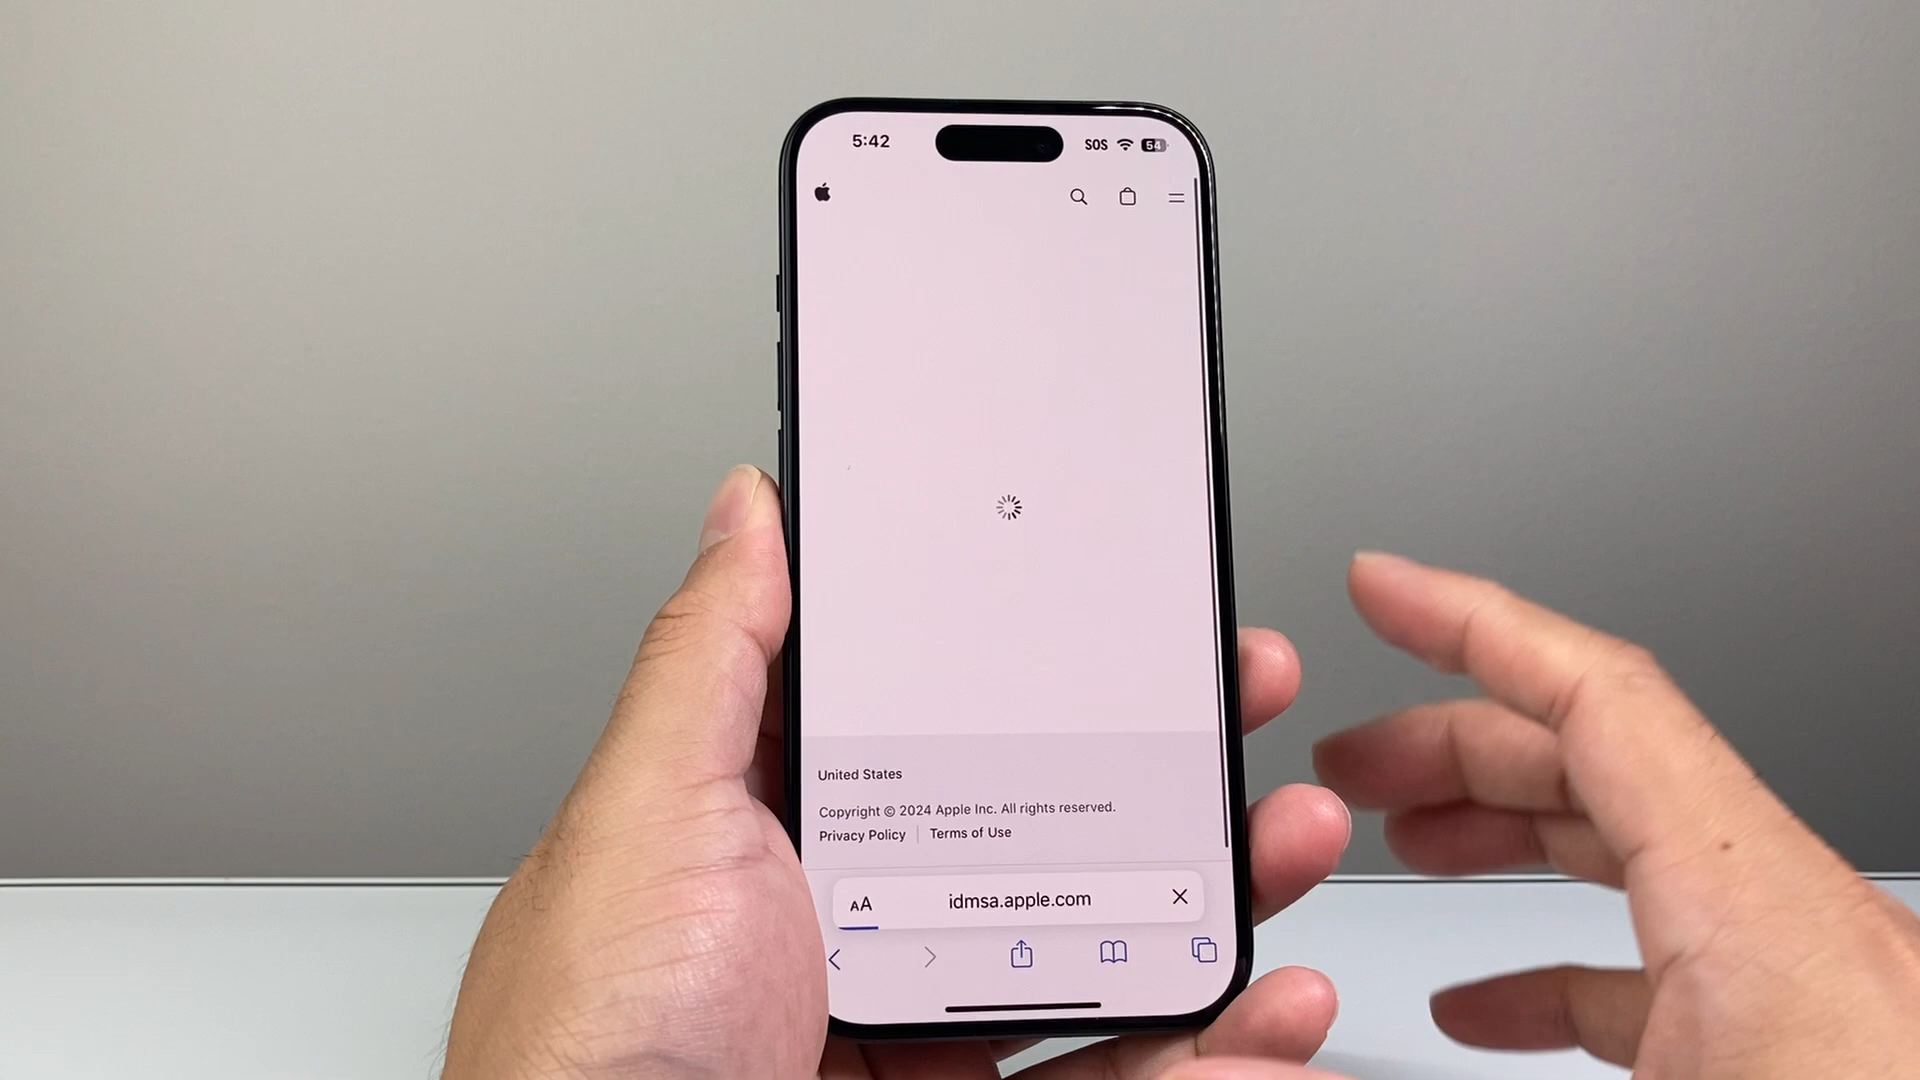 5:42
SOS
54
United States
Copyright © 2024 Apple Inc. All rights reserved.
Privacy Policy | Terms of Use
AA
idmsa.apple.com